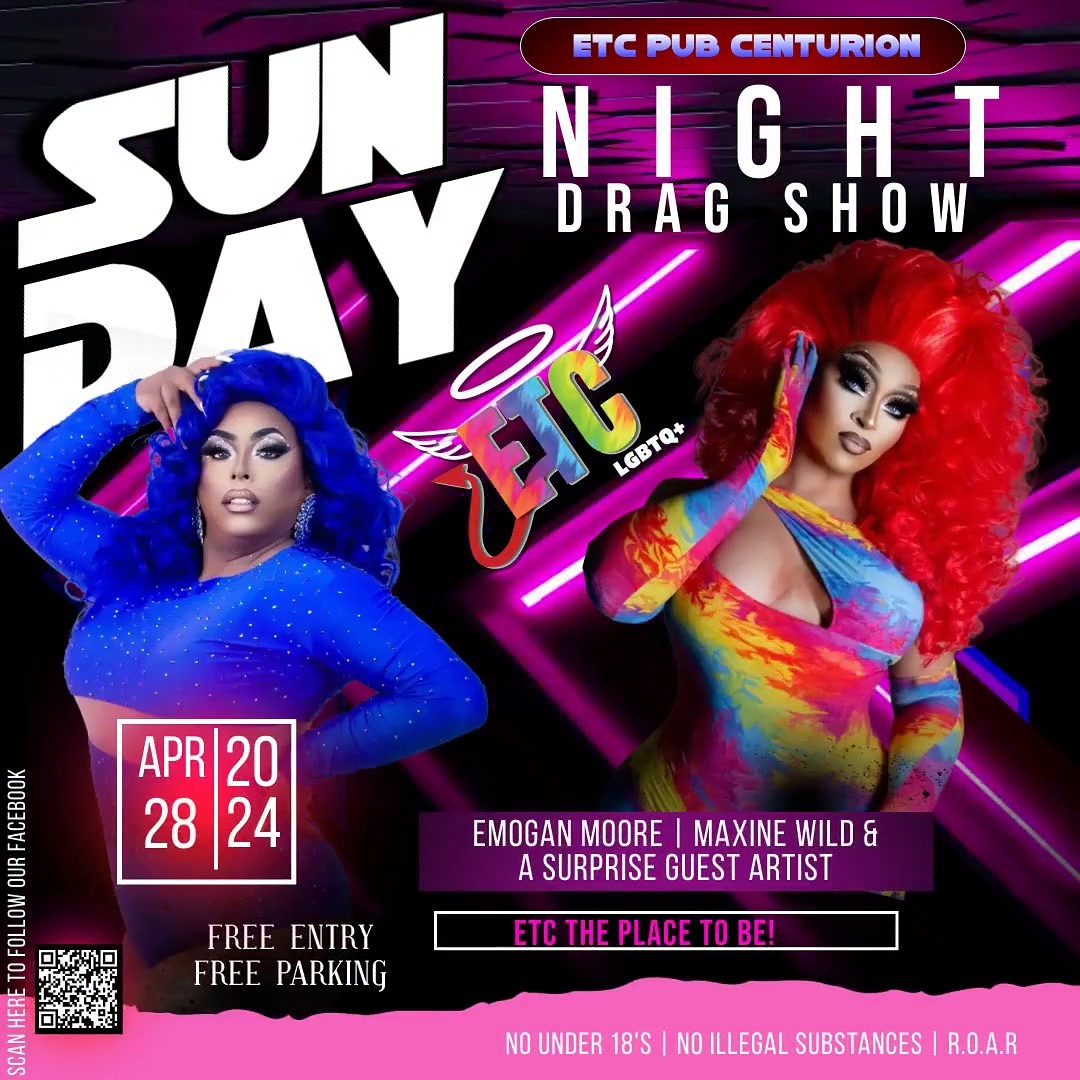 SUN
DAY
ETC PUB CENTURION
NIGHT
DRAG SHOW
ETC
LGBTQ+
APR 20
28 24
EMOGAN MOORE | MAXINE WILD &
A SURPRISE GUEST ARTIST
ETC THE PLACE TO BE!
FREE ENTRY
FREE PARKING
SCAN HERE TO FOLLOW OUR FACEBOOK
NO UNDER 18'S | NO ILLEGAL SUBSTANCES | R.O.A.R